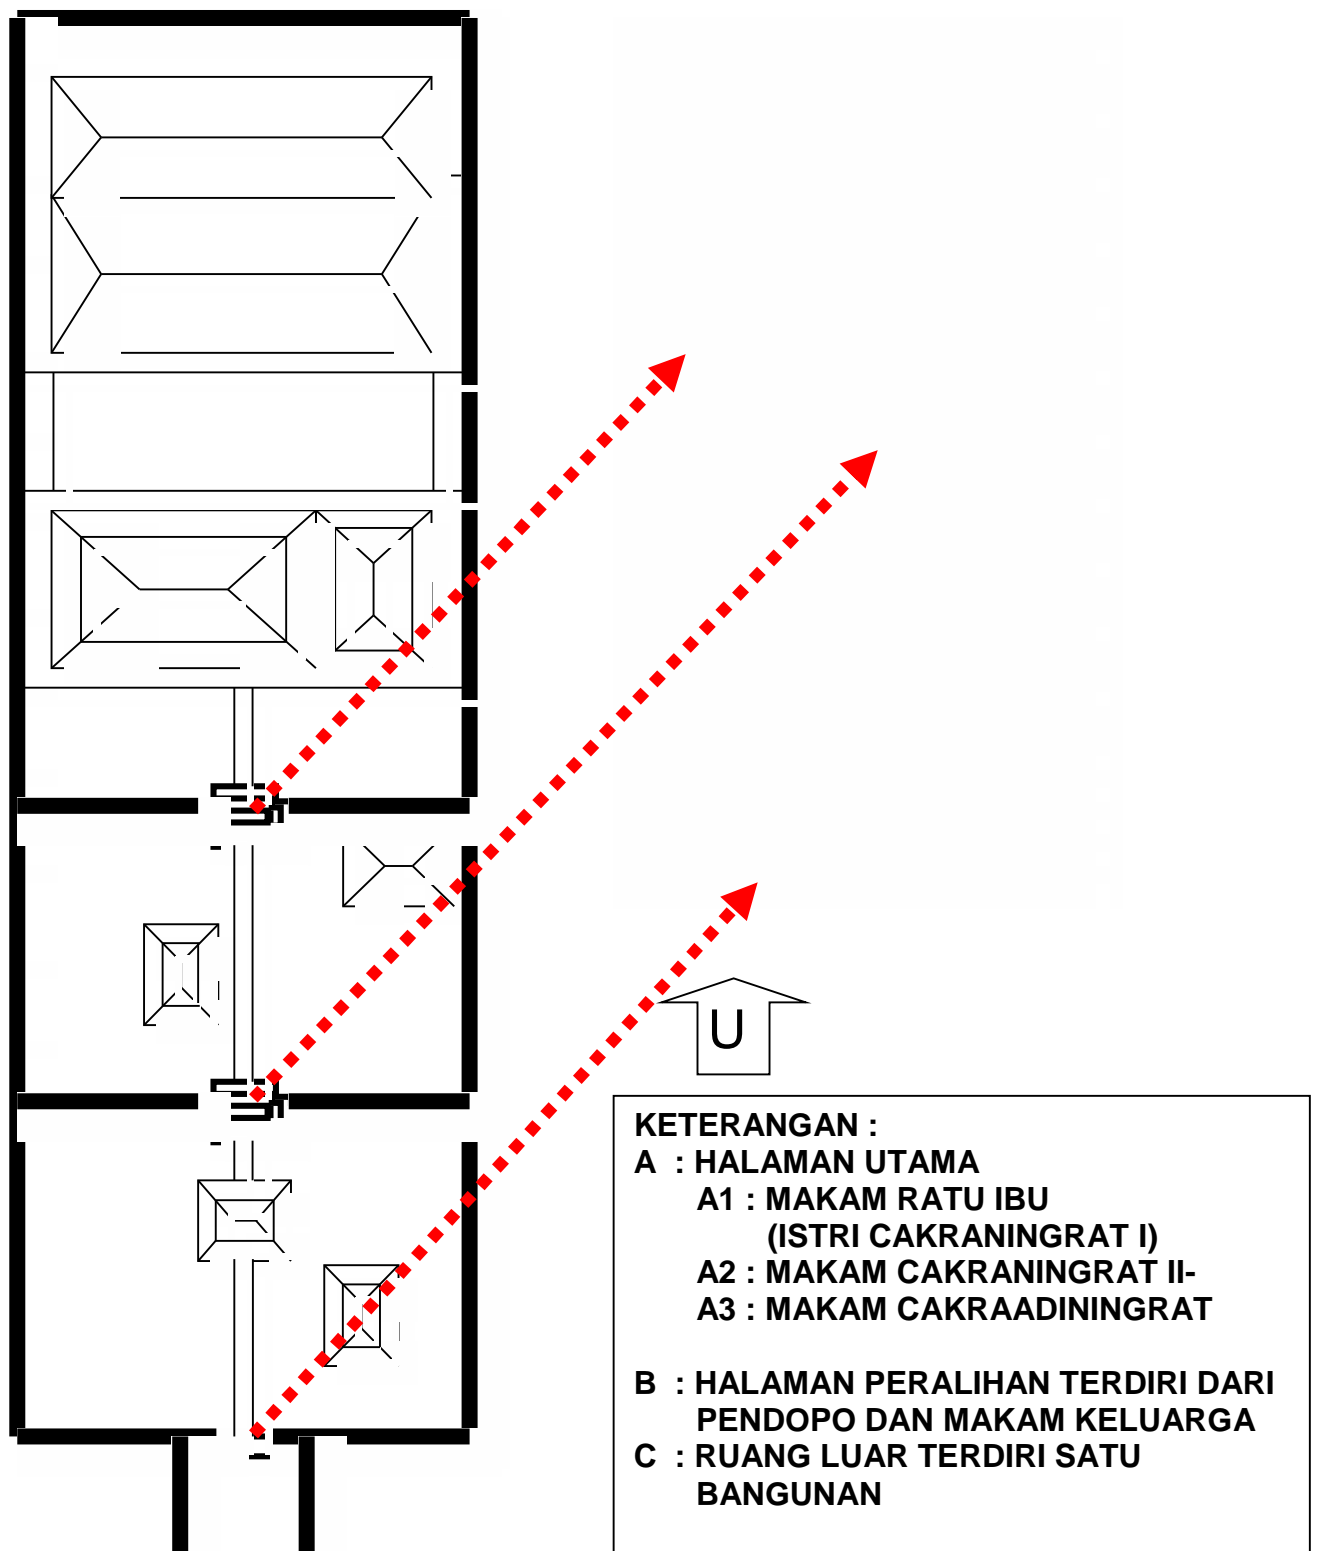 U
KETERANGAN :
A : HALAMAN UTAMA
A1 : MAKAM RATU IBU
(ISTRI CAKRANINGRAT I)
A2 : MAKAM CAKRANINGRAT II-
A3 : MAKAM CAKRAADININGRAT
B : HALAMAN PERALIHAN TERDIRI DARI
PENDOPO DAN MAKAM KELUARGA
C : RUANG LUAR TERDIRI SATU
BANGUNAN